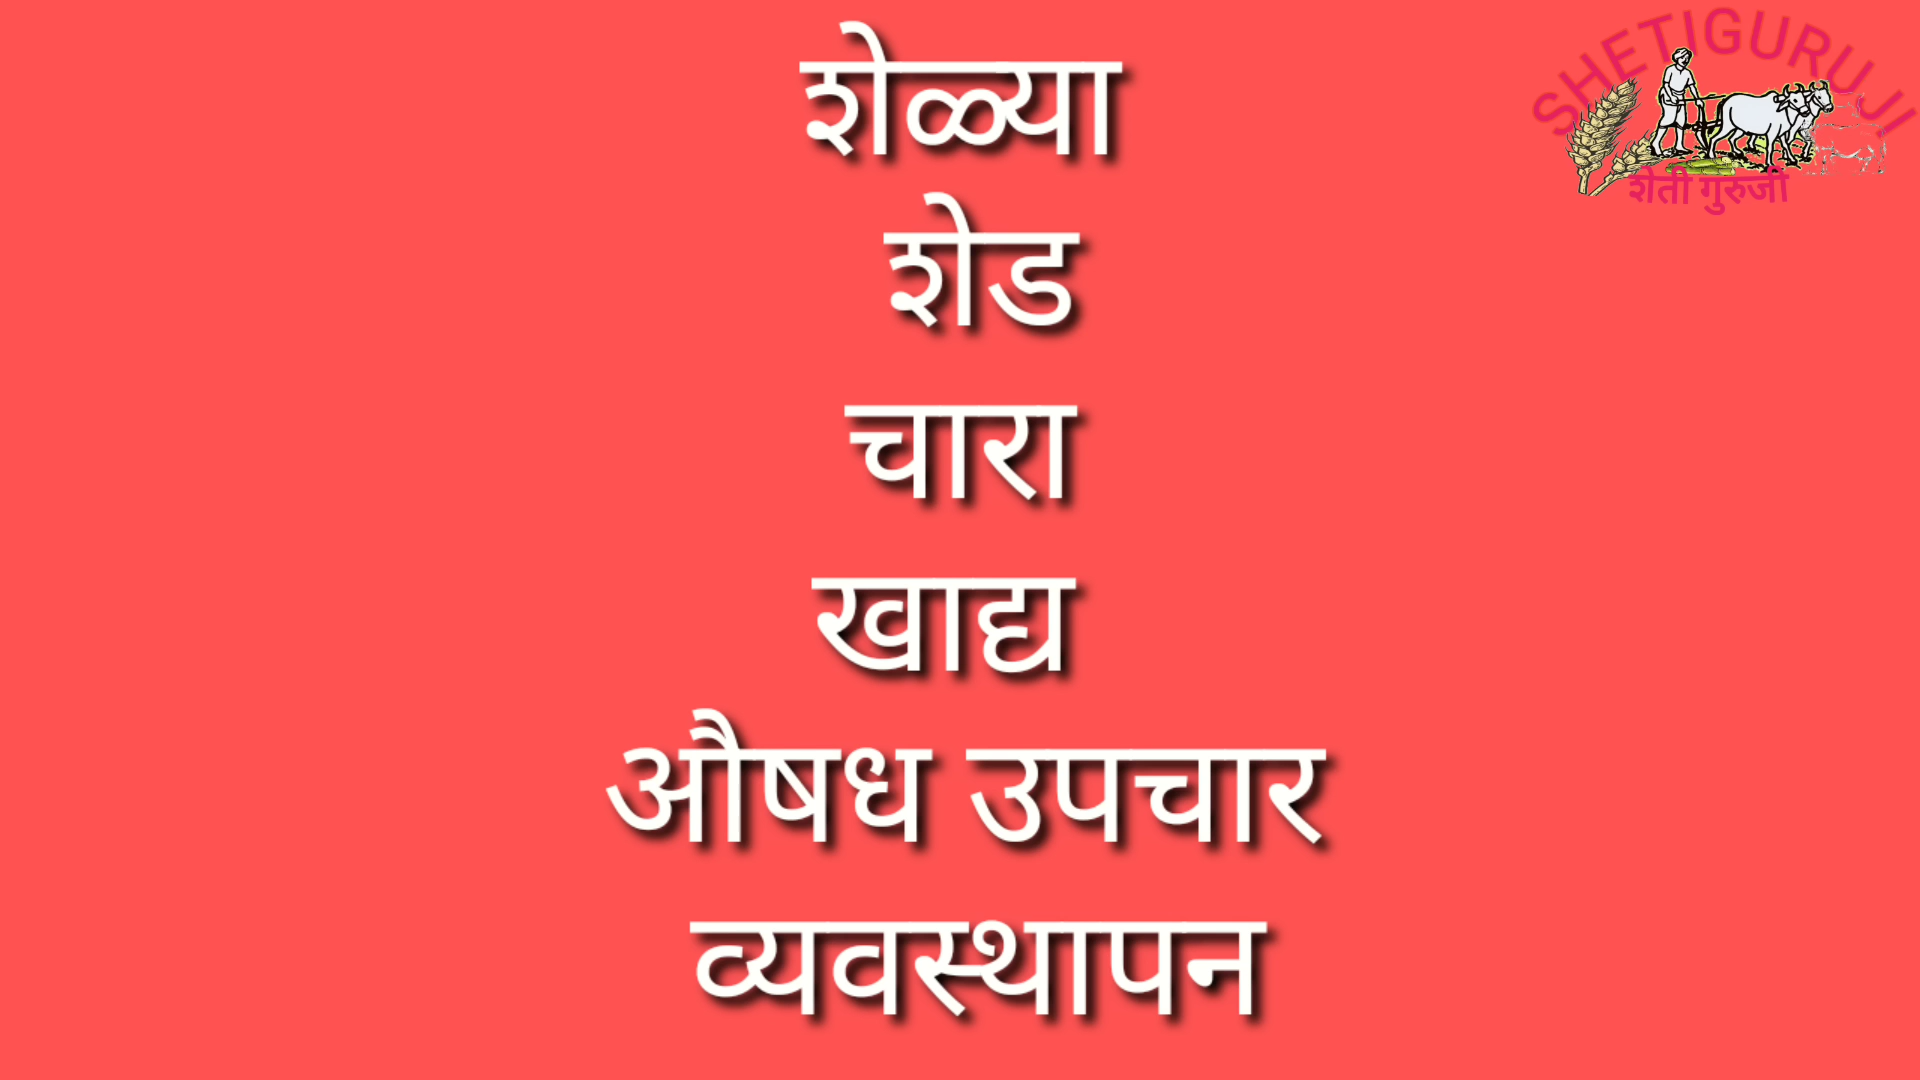 शेळ्या
शेड
चारा
खाद्य
औषध उपचार
व्यवस्थापन
SHETIGURUJI
शेती गुरुजी